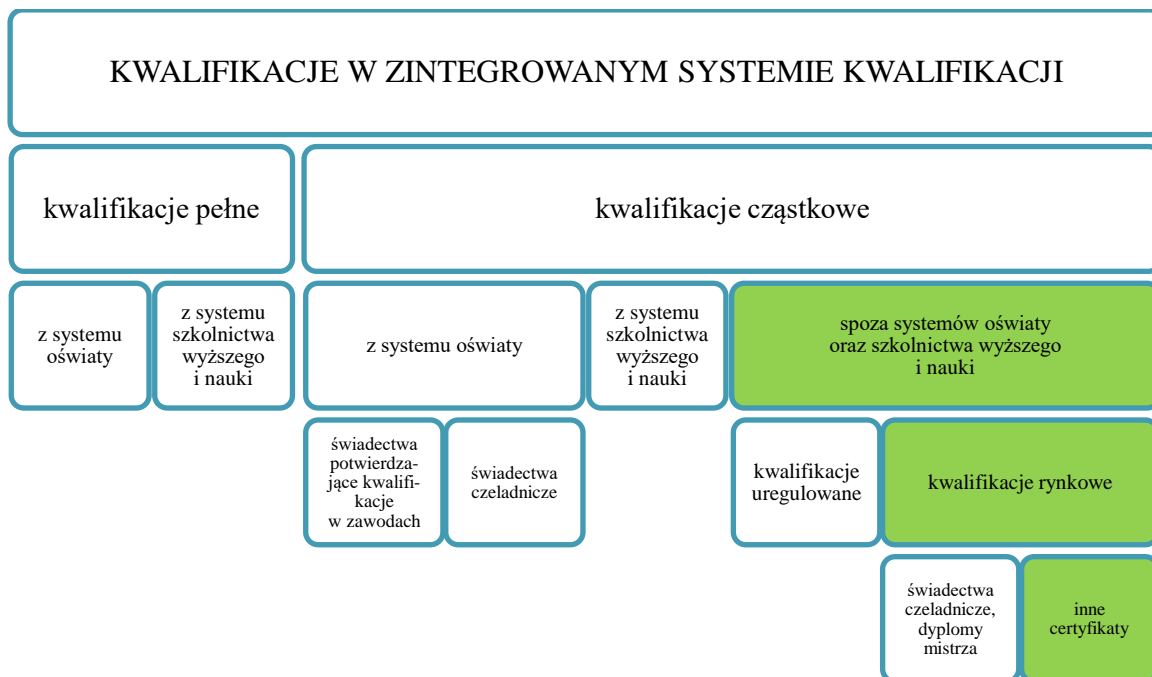 KWALIFIKACJE W ZINTEGROWANYM SYSTEMIE KWALIFIKACJI
kwalifikacje pełne
kwalifikacje cząstkowe
z systemu
oświaty
z systemu
szkolnictwa
wyższego
i nauki
z systemu oświaty
z systemu
szkolnictwa
wyższego
i nauki
spoza systemów oświaty
oraz szkolnictwa wyższego
i nauki
świadectwa
potwierdza-
jące kwalifi-
kacje
w zawodach
świadectwa
czeladnicze
kwalifikacje
uregulowane
kwalifikacje rynkowe
świadectwa
czeladnicze,
dyplomy
mistrza
inne
certyfikaty